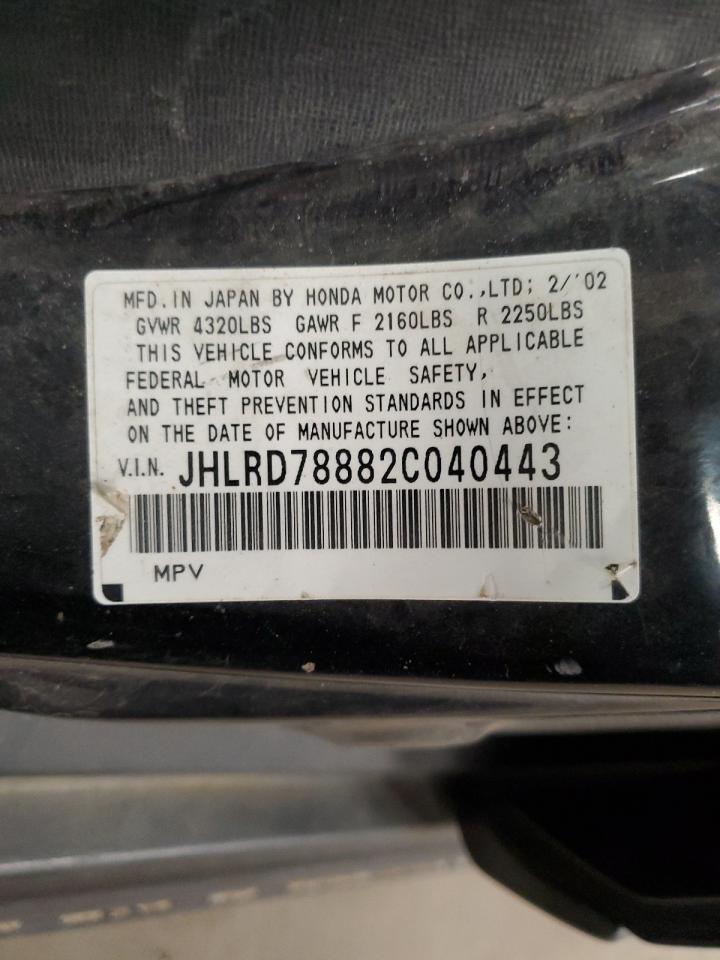 MFD.IN JAPAN BY HONDA MOTOR CO.,LTD; 2/'02
GVWR 4320LBS GAWR F 2160LBS R 2250LBS
THIS VEHICLE CONFORMS TO ALL APPLICABLE
FEDERAL MOTOR VEHICLE SAFETY,
AND THEFT PREVENTION STANDARDS IN EFFECT
ON THE DATE OF MANUFACTURE SHOWN ABOVE:
V.I.N. JHLRD78882C040443
MPV